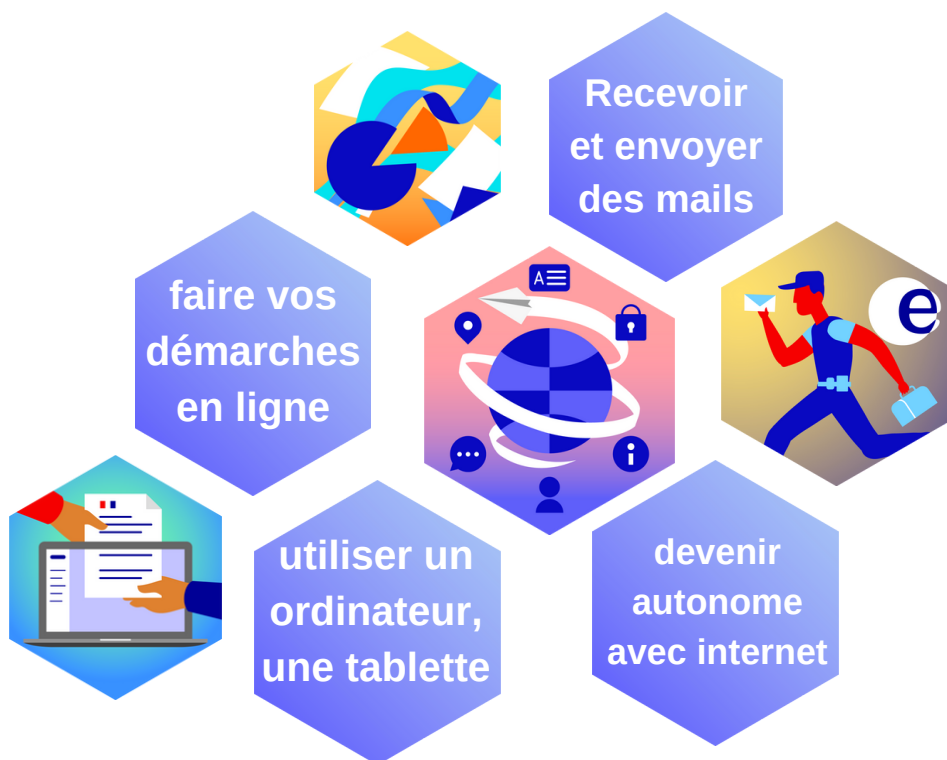 Recevoir
et envoyer
des mails
faire vos
démarches
en ligne
A
e
utiliser un
ordinateur,
une tablette
devenir
autonome
avec internet